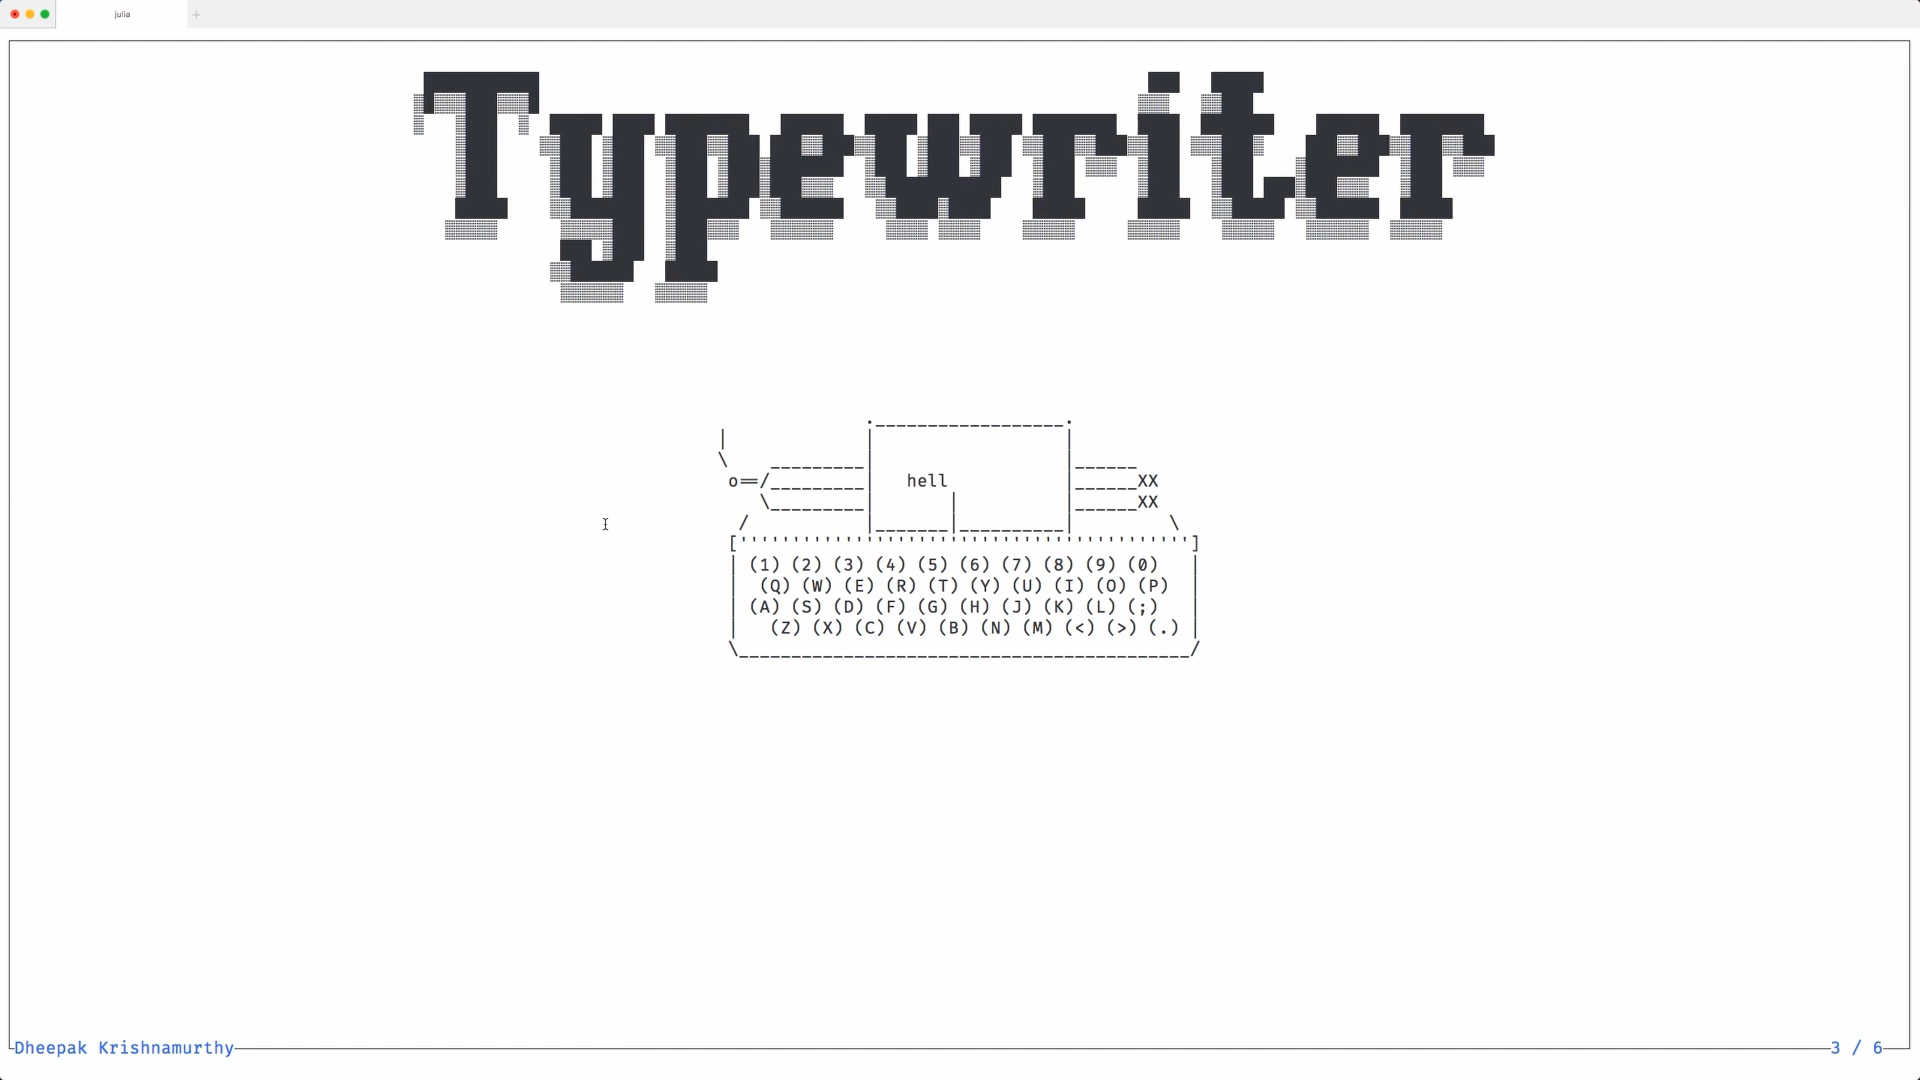 julia
Typewriter
hell
XX
XX
(1) (2) (3) (4) (5) (6) (7) (8) (9) (0)
(Q) (W) (E) (R) (T) (Y) (U) (I) (O) (P)
(A) (S) (D) (F) (G) (H) (J) (K) (L) (;)
(Z) (X) (C) (V) (B) (N) (M) (<) (>) (.)
Dheepak Krishnamurthy
3 / 6